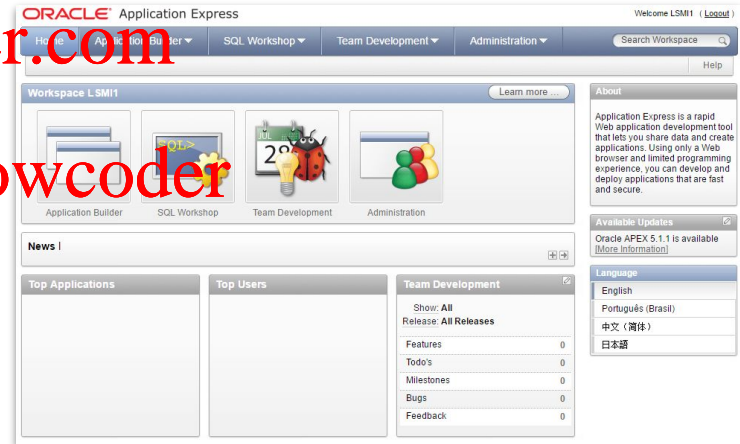 ORACLE Application Express
Welcome LSMI1 ( Logout )
r.com
Home Application Builder SQL Workshop Team Development Administration
Search Workspace
Help
Workspace LSMI1
Learn more ...
SQL>
JUL
28
owcoder
Application Builder
SQL Workshop
Team Development
Administration
About
Application Express is a rapid
Web application development tool
that lets you share data and create
applications. Using only a Web
browser and limited programming
experience, you can develop and
deploy applications that are fast
and secure.
News |
Available Updates
Oracle APEX 5.1.1 is available
[More Information]
Top Applications
Top Users
Team Development
Show: All
Release: All Releases
Features 0
Todo's 0
Milestones 0
Bugs 0
Feedback 0
Language
English
Português (Brasil)
中文（简体）
日本語